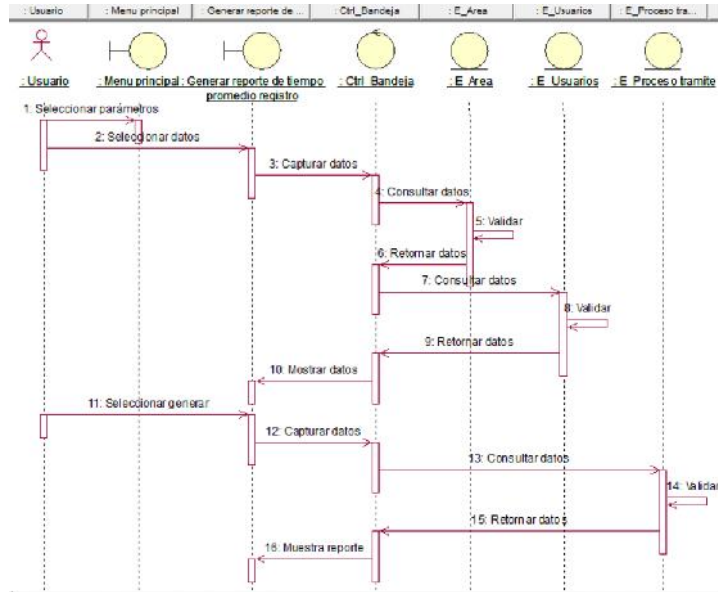 : Usuario
: Menu principal
: Generar reporte de ...
: Ctrl_Bandeja
: E_Area
: E_Usuarios
: E_Proceso tra...
: Usuario
: Menu principal
: Generar reporte de tiempo
promedio registro
: Ctrl_Bandeja
: E_Area
: E_Usuarios
: E_Proceso tramite
1: Seleccionar parámetros
2: Seleccionar datos
3: Capturar datos
4: Consultar datos
5: Validar
6: Retornar datos
7: Consultar datos
8: Validar
9: Retornar datos
10: Mostrar datos
11: Seleccionar generar
12: Capturar datos
13: Consultar datos
14: Validar
15: Retornar datos
16: Muestra reporte